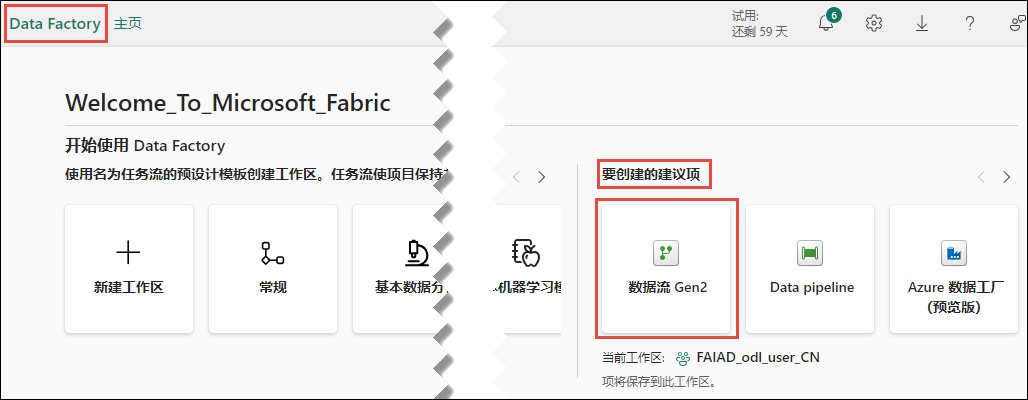 Data Factory 主页
试用:
还剩 59 天
6
Welcome_To_Microsoft_Fabric
开始使用 Data Factory
使用名为任务流的预设计模板创建工作区。任务流使项目保持
要创建的建议项
新建工作区
常规
基本数据分
机器学习模
数据流 Gen2
Data pipeline
Azure 数据工厂
(预览版)
当前工作区: FAIAD_odl_user_CN
项将保存到此工作区。